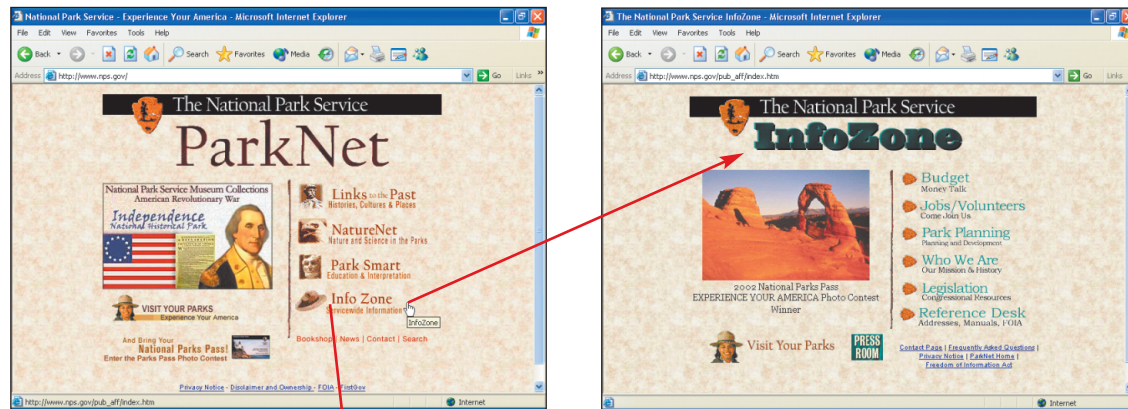 National Park Service - Experience Your America - Microsoft Internet Explorer
File Edit View Favorites Tools Help
Back Search Favorites Media
Address http://www.nps.gov/ Go Links »
The National Park Service
ParkNet
National Park Service Museum Collections
American Revolutionary War
Independence
National Historical Park
Links to the Past
Histories, Cultures & Places
NatureNet
Nature and Science in the Parks
Park Smart
Education & Interpretation
Info Zone
Servicewide Information
InfoZone
VISIT YOUR PARKS
Experience Your America
And Bring Your
National Parks Pass!
Enter the Parks Pass Photo Contest
Bookshop | News | Contact | Search
Privacy Notice - Disclaimer and Ownership - FOIA - FirstGov
http://www.nps.gov/pub_aff/index.htm Internet
The National Park Service InfoZone - Microsoft Internet Explorer
File Edit View Favorites Tools Help
Back Search Favorites Media
Address http://www.nps.gov/pub_aff/index.htm Go Links
The National Park Service
InfoZone
Budget
Money Talk
Jobs/Volunteers
Come Join Us
Park Planning
Planning and Development
Who We Are
Our Mission & History
Legislation
Congressional Resources
Reference Desk
Addresses, Manuals, FOIA
2002 National Parks Pass
EXPERIENCE YOUR AMERICA Photo Contest
Winner
Visit Your Parks
PRESS
ROOM
Contact Page | Frequently Asked Questions |
Privacy Notice | ParkNet Home |
Freedom of Information Act
Internet